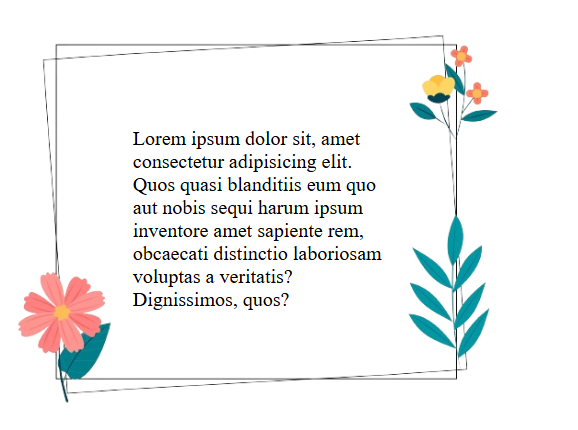 Lorem ipsum dolor sit, amet
consectetur adipisicing elit.
Quos quasi blanditiis eum quo
aut nobis sequi harum ipsum
inventore amet sapiente rem,
obcaecati distinctio laboriosam
voluptas a veritatis?
Dignissimos, quos?